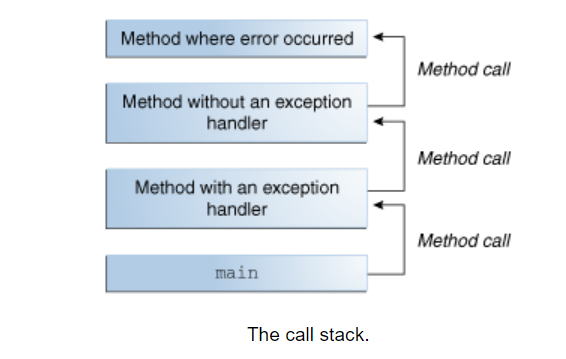 Method where error occurred
Method call
Method without an exception
handler
Method call
Method with an exception
handler
Method call
main
The call stack.